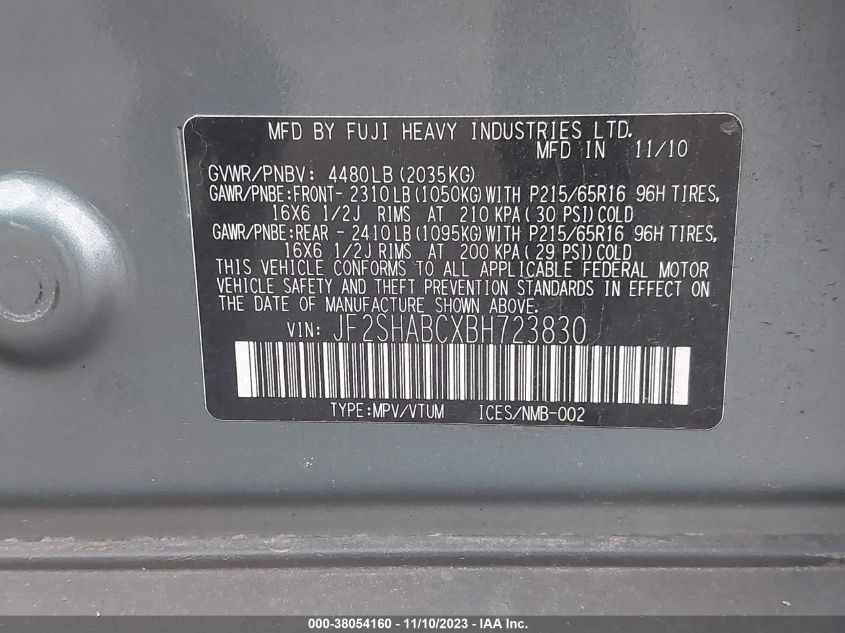 MFD BY FUJI HEAVY INDUSTRIES LTD.
MFD IN 11/10
GVWR/PNBV: 4480LB (2035KG)
GAWR/PNBE:FRONT- 2310LB (1050KG) WITH P215/65R16 96H TIRES,
16X6 1/2J RIMS AT 210 KPA (30 PSI) COLD
GAWR/PNBE:REAR - 2410LB (1095KG) WITH P215/65R16 96H TIRES,
16X6 1/2J RIMS AT 200 KPA (29 PSI) COLD
THIS VEHICLE CONFORMS TO ALL APPLICABLE FEDERAL MOTOR
VEHICLE SAFETY AND THEFT PREVENTION STANDARDS IN EFFECT ON
THE DATE OF MANUFACTURE SHOWN ABOVE.
VIN: JF2SHABCXBH723830
TYPE:MPV/VTUM ICES/NMB-002
000-38054160 - 11/10/2023 - IAA Inc.